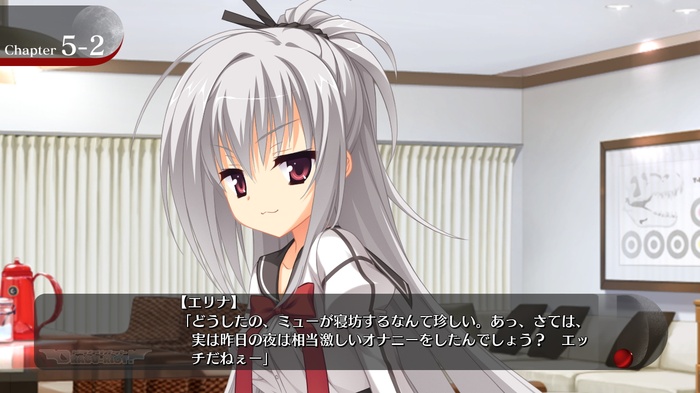 Chapter 5-2
【エリナ】
「どうしたの、ミューが寝坊するなんて珍しい。あっ、さては、
実は昨日の夜は相当激しいオナニーをしたんでしょう？　エッ
チだねぇー」